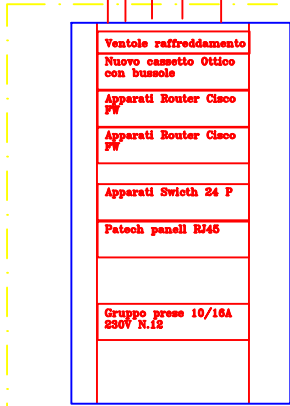 Ventole raffreddamento
Nuovo cassetto Ottico
con bussole
Apparati Router Cisco
FW
Apparati Router Cisco
FW
Apparati Swicth 24 P
Patech panell RJ45
Gruppo prese 10/16A
230V N.12